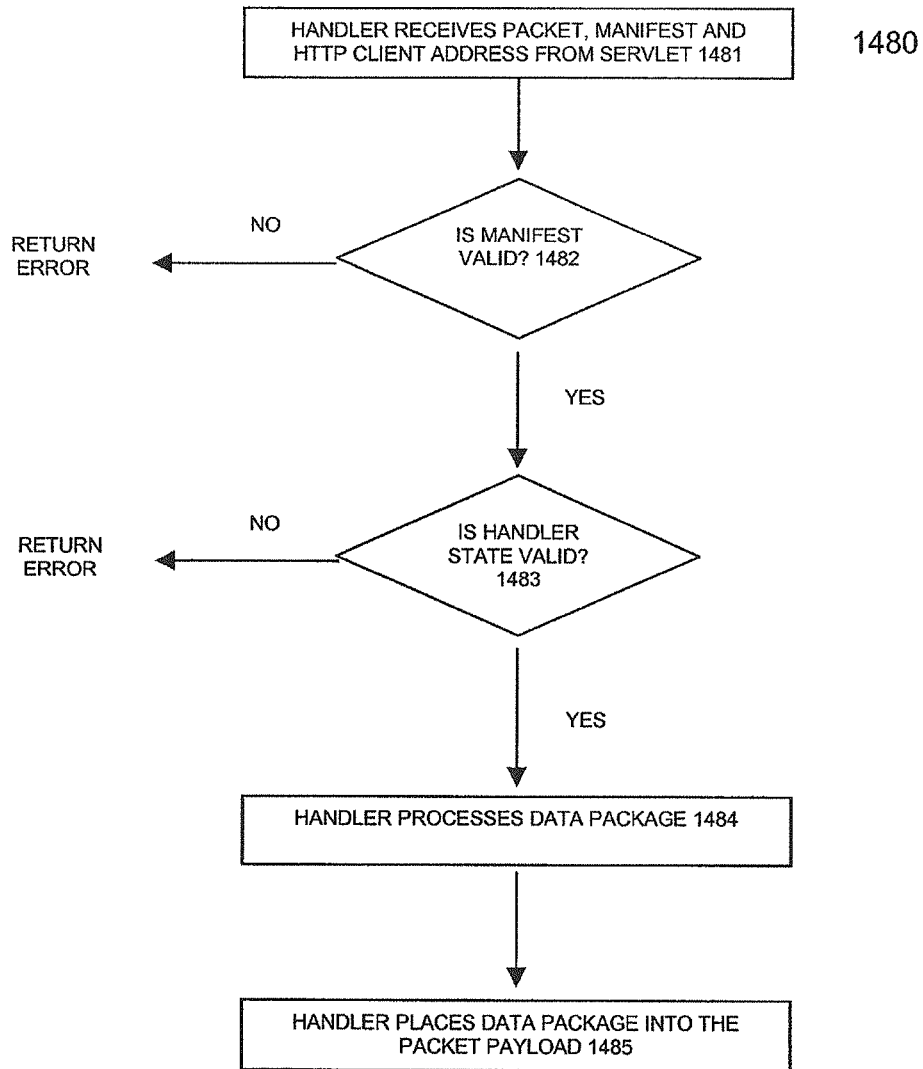 HANDLER RECEIVES PACKET, MANIFEST AND
HTTP CLIENT ADDRESS FROM SERVLET 1481
1480
IS MANIFEST
VALID? 1482
NO
RETURN
ERROR
YES
IS HANDLER
STATE VALID?
1483
NO
RETURN
ERROR
YES
HANDLER PROCESSES DATA PACKAGE 1484
HANDLER PLACES DATA PACKAGE INTO THE
PACKET PAYLOAD 1485